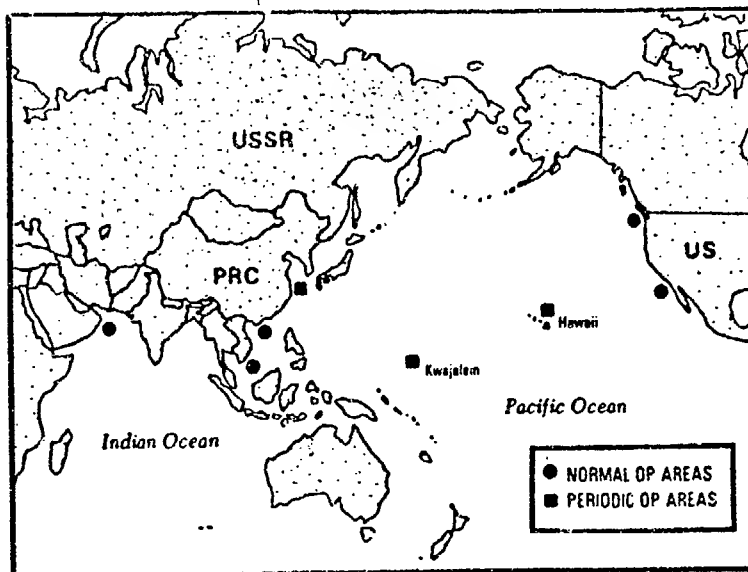 USSR
PRC
US
Hawaii
Kwajalein
Pacific Ocean
Indian Ocean
NORMAL OP AREAS
PERIODIC OP AREAS